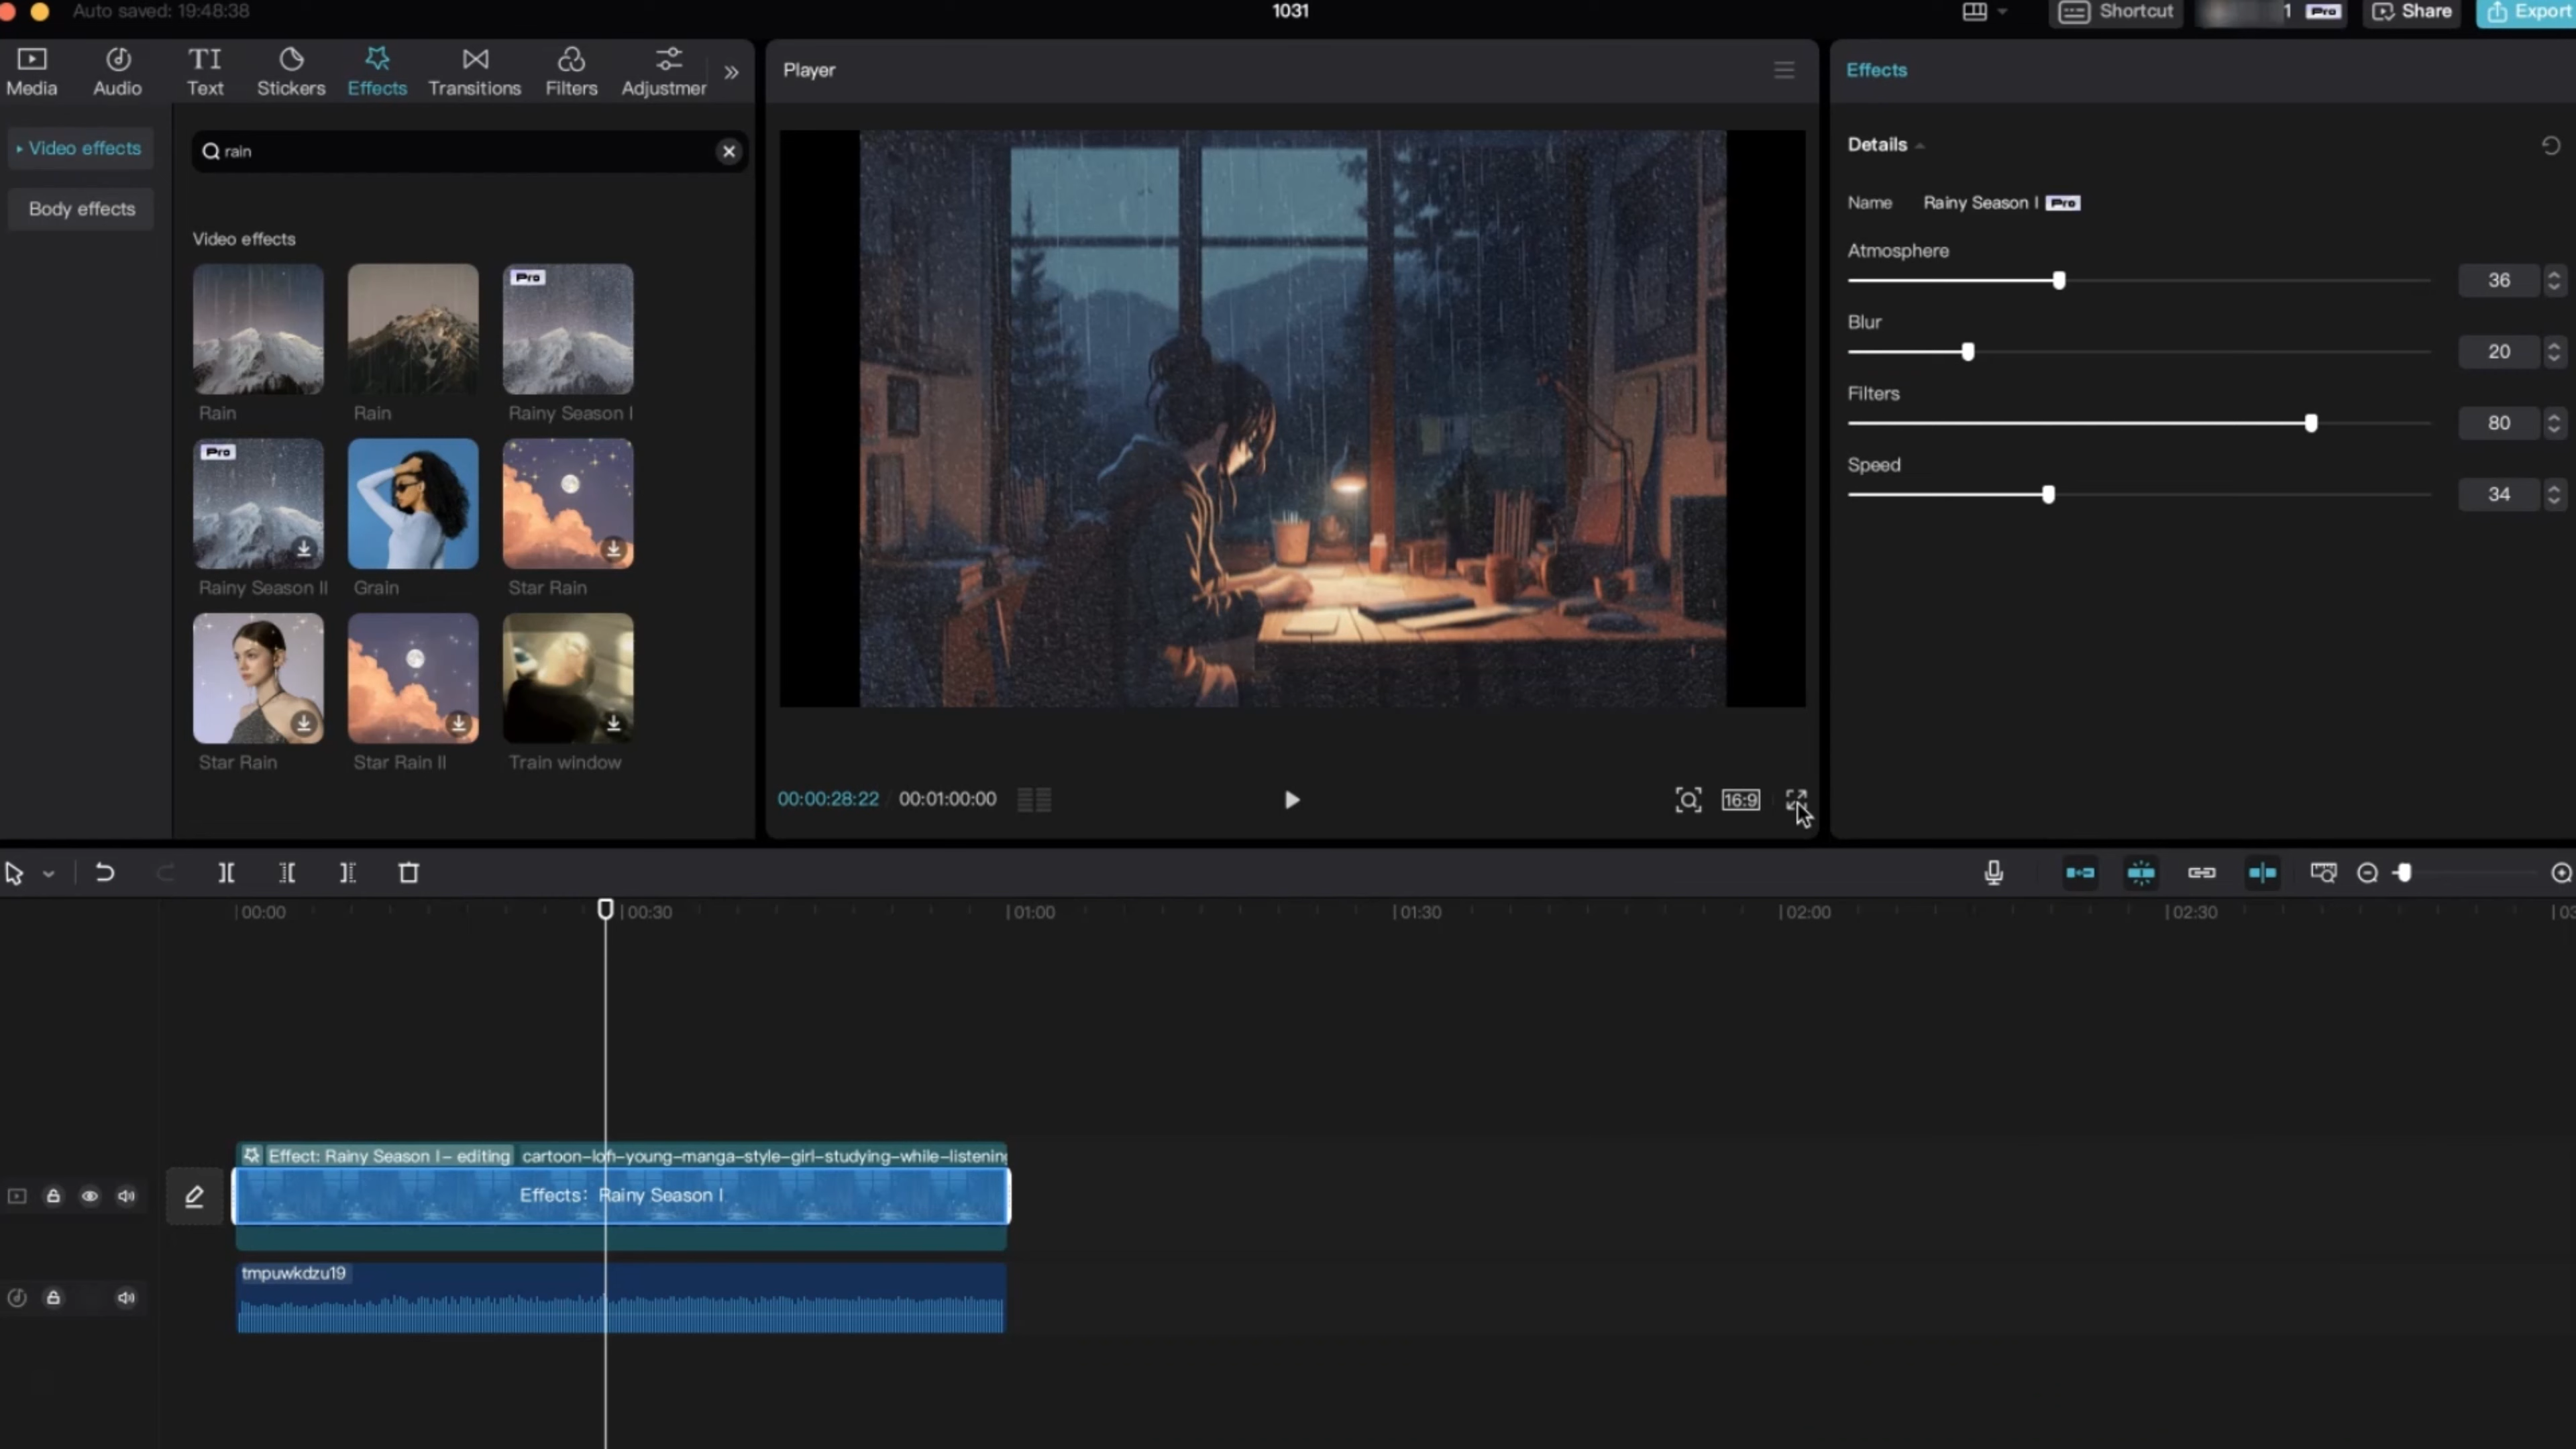 Auto saved: 19:48:38
1031
Shortcut
1 Pro
Share
Export
Media
Audio
TI
Text
Stickers
Effects
Transitions
Filters
Adjustmer
Player
Effects
Video effects
Body effects
rain
Video effects
Pro
Rain
Rain
Rainy Season I
Pro
Rainy Season II
Grain
Star Rain
Star Rain
Star Rain II
Train window
00:00:28:22
00:01:00:00
16:9
Details
Name Rainy Season I Pro
Atmosphere
36
Blur
20
Filters
80
Speed
34
00:00
00:30
01:00
01:30
02:00
02:30
03
Effect: Rainy Season I– editing cartoon–lofi–young–manga–style–girl–studying–while–listening
Effects: Rainy Season I
tmpuwkdzu19